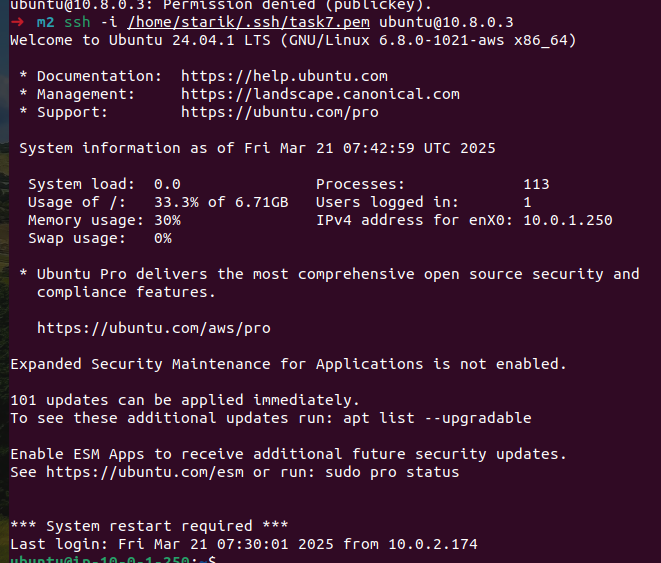 ubuntu@10.8.0.3: Permission denied (publickey).
➜  m2 ssh -i /home/starik/.ssh/task7.pem ubuntu@10.8.0.3
Welcome to Ubuntu 24.04.1 LTS (GNU/Linux 6.8.0-1021-aws x86_64)
* Documentation:  https://help.ubuntu.com
* Management:     https://landscape.canonical.com
* Support:        https://ubuntu.com/pro
System information as of Fri Mar 21 07:42:59 UTC 2025
System load:  0.0                Processes:             113
Usage of /:   33.3% of 6.71GB   Users logged in:       1
Memory usage: 30%                IPv4 address for enX0: 10.0.1.250
Swap usage:   0%
* Ubuntu Pro delivers the most comprehensive open source security and
compliance features.
https://ubuntu.com/aws/pro
Expanded Security Maintenance for Applications is not enabled.
101 updates can be applied immediately.
To see these additional updates run: apt list --upgradable
Enable ESM Apps to receive additional future security updates.
See https://ubuntu.com/esm or run: sudo pro status
*** System restart required ***
Last login: Fri Mar 21 07:30:01 2025 from 10.0.2.174
ubuntu@ip-10-0-1-250:~$